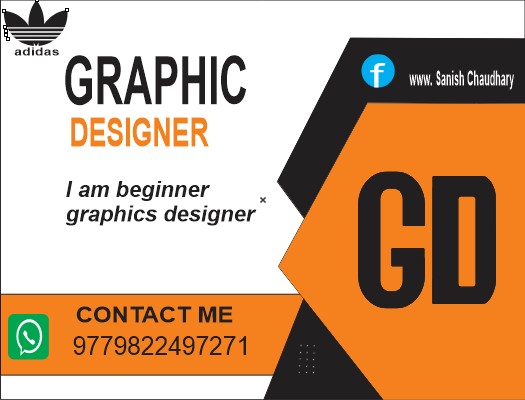 adidas
GRAPHIC
DESIGNER
I am beginner
graphics designer
f
www. Sanish Chaudhary
GD
CONTACT ME
9779822497271